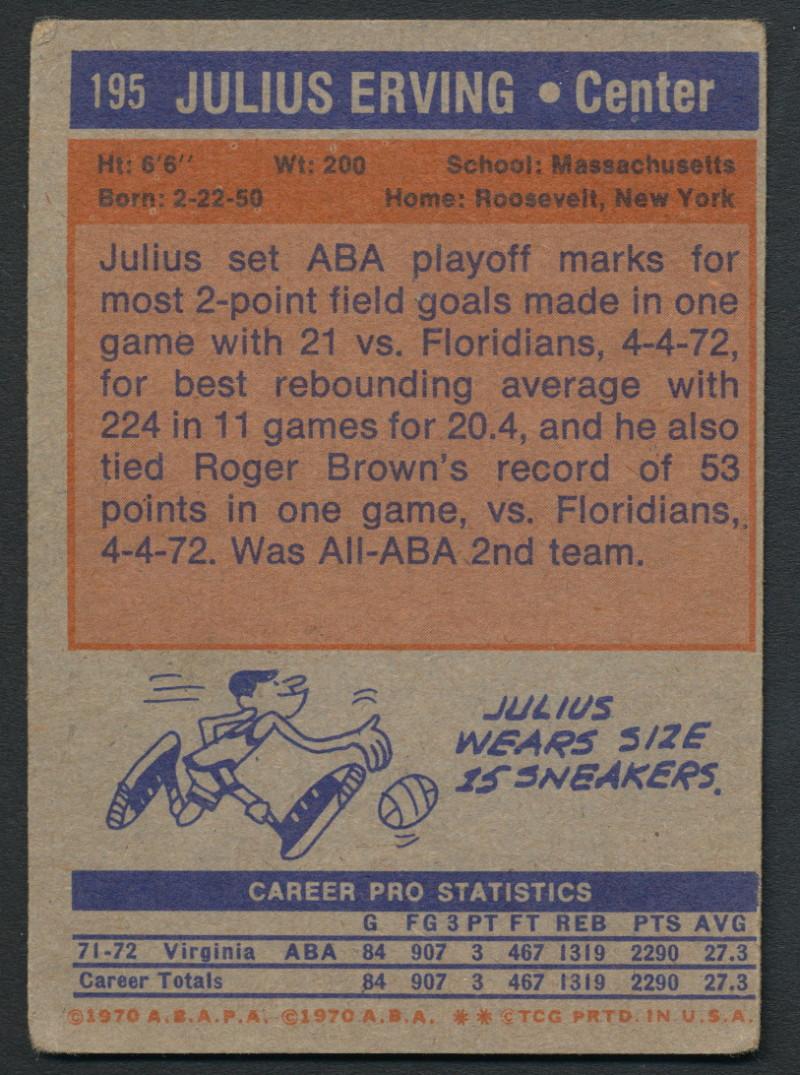 195 JULIUS ERVING • Center
Ht: 6'6'' Wt: 200 School: Massachusetts
Born: 2-22-50 Home: Roosevelt, New York
Julius set ABA playoff marks for
most 2-point field goals made in one
game with 21 vs. Floridians, 4-4-72,
for best rebounding average with
224 in 11 games for 20.4, and he also
tied Roger Brown's record of 53
points in one game, vs. Floridians,
4-4-72. Was All-ABA 2nd team.
JULIUS
WEARS SIZE
15 SNEAKERS.
CAREER PRO STATISTICS
G FG 3 PT FT REB PTS AVG
71-72 Virginia ABA 84 907 3 467 1319 2290 27.3
Career Totals 84 907 3 467 1319 2290 27.3
©1970 A.B.A.P.A. ©1970 A.B.A. ** ©TCG PRTD. IN U.S.A.